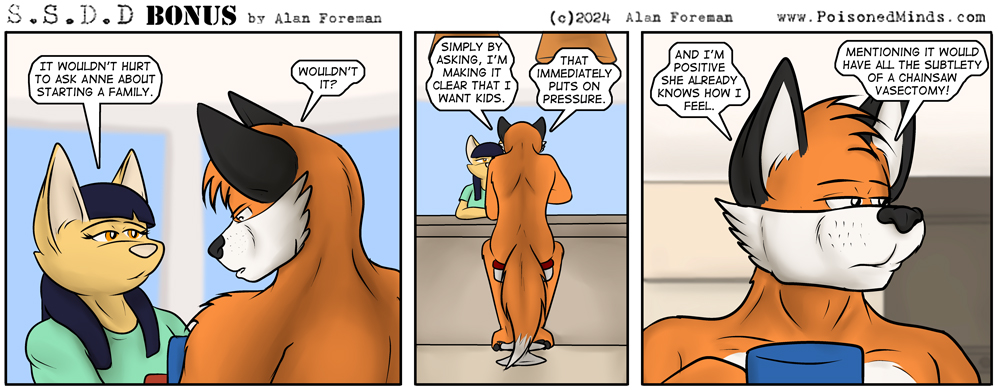 S.S.D.D BONUS by Alan Foreman (c)2024 Alan Foreman www.PoisonedMinds.com
IT WOULDN'T HURT
TO ASK ANNE ABOUT
STARTING A FAMILY.
WOULDN'T
IT?
SIMPLY BY
ASKING, I'M
MAKING IT
CLEAR THAT I
WANT KIDS.
THAT
IMMEDIATELY
PUTS ON
PRESSURE.
AND I'M
POSITIVE
SHE ALREADY
KNOWS HOW I
FEEL.
MENTIONING IT WOULD
HAVE ALL THE SUBTLETY
OF A CHAINSAW
VASECTOMY!